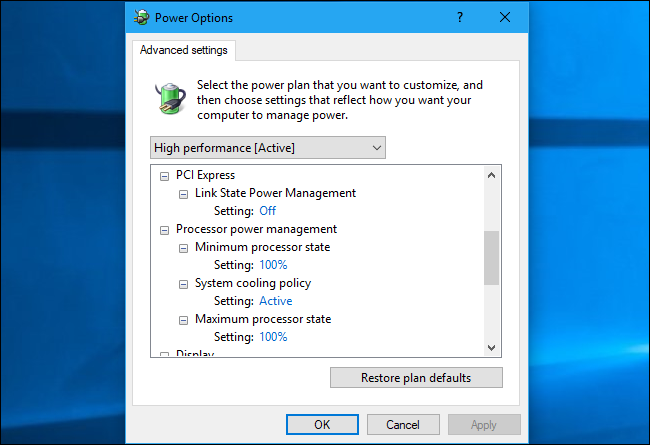 Power Options
?
Advanced settings
Select the power plan that you want to customize, and
then choose settings that reflect how you want your
computer to manage power.
High performance [Active]
PCI Express
Link State Power Management
Setting: Off
Processor power management
Minimum processor state
Setting: 100%
System cooling policy
Setting: Active
Maximum processor state
Setting: 100%
Display
Restore plan defaults
OK Cancel Apply